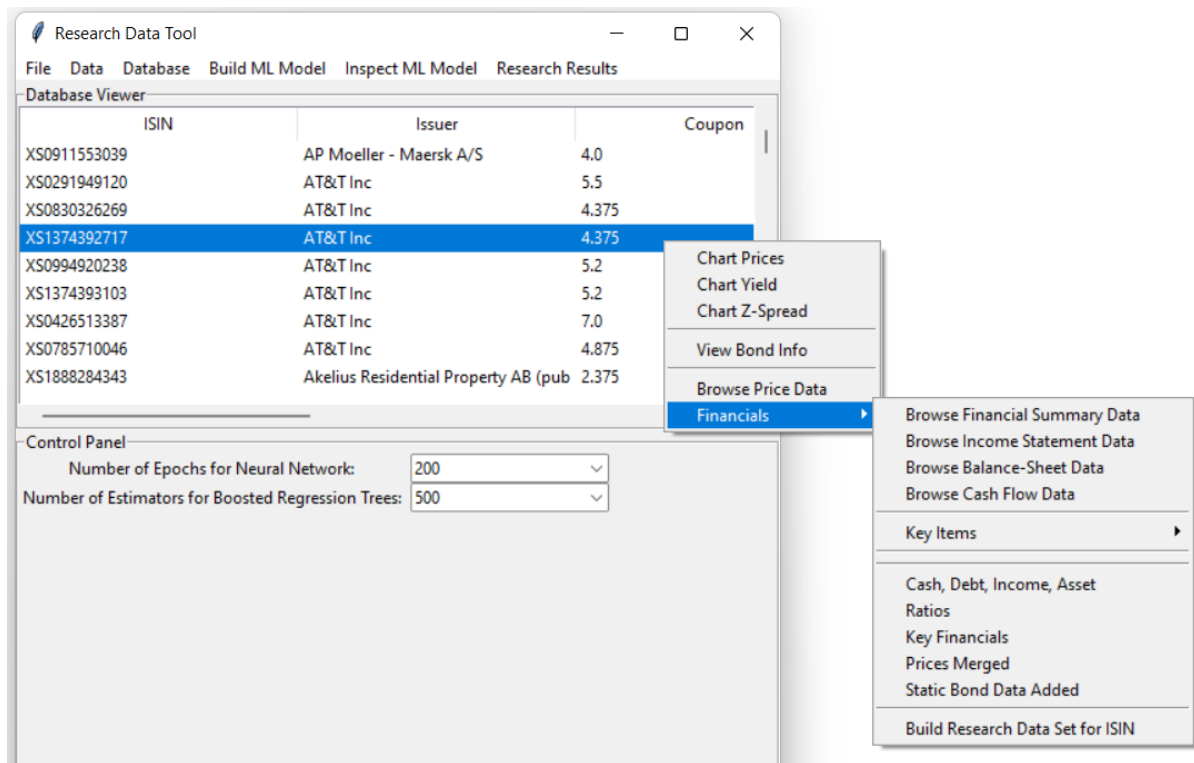 Research Data Tool
File Data Database Build ML Model Inspect ML Model Research Results
Database Viewer
ISIN Issuer Coupon
XS0911553039 AP Moeller - Maersk A/S 4.0
XS0291949120 AT&T Inc 5.5
XS0830326269 AT&T Inc 4.375
XS1374392717 AT&T Inc 4.375
XS0994920238 AT&T Inc 5.2
XS1374393103 AT&T Inc 5.2
XS0426513387 AT&T Inc 7.0
XS0785710046 AT&T Inc 4.875
XS1888284343 Akelius Residential Property AB (pub 2.375
Chart Prices
Chart Yield
Chart Z-Spread
View Bond Info
Browse Price Data
Financials
Browse Financial Summary Data
Browse Income Statement Data
Browse Balance-Sheet Data
Browse Cash Flow Data
Key Items
Cash, Debt, Income, Asset
Ratios
Key Financials
Prices Merged
Static Bond Data Added
Build Research Data Set for ISIN
Control Panel
Number of Epochs for Neural Network: 200
Number of Estimators for Boosted Regression Trees: 500